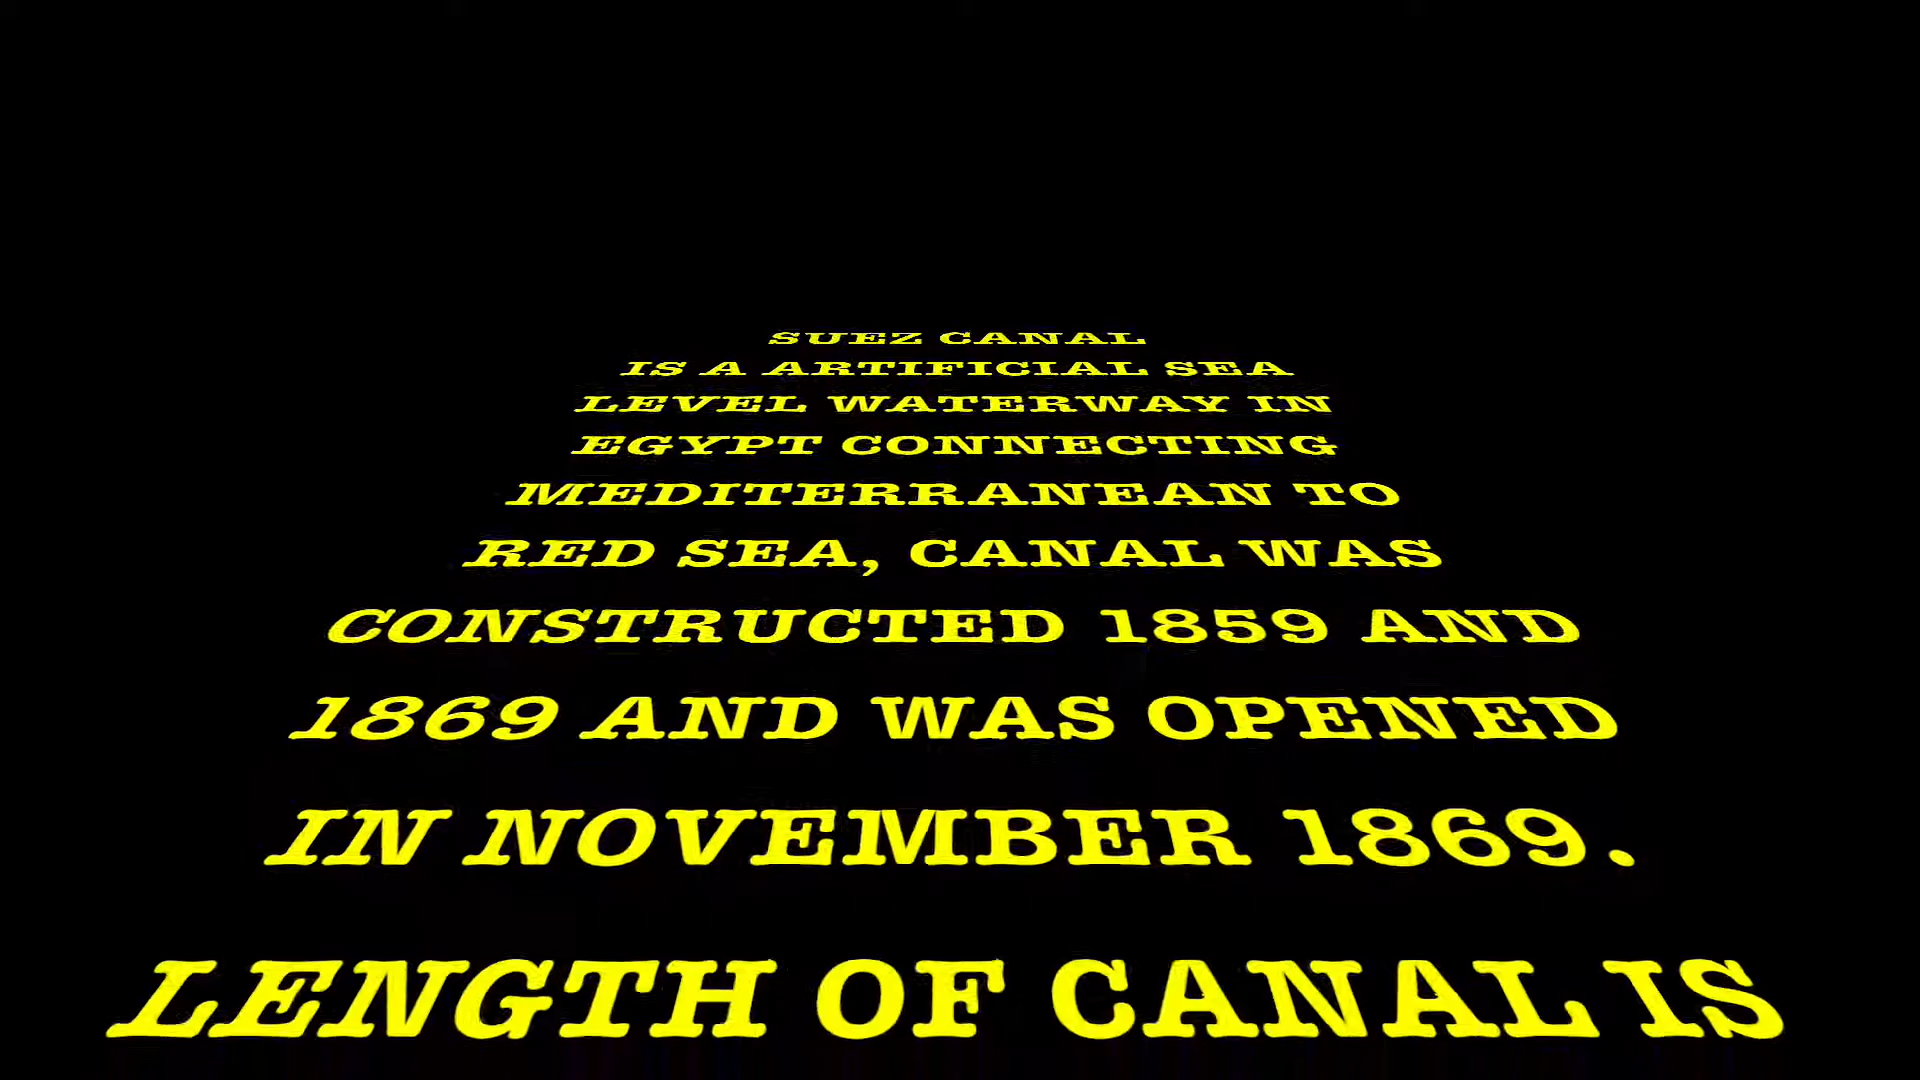 SUEZ CANAL
IS A ARTIFICIAL SEA
LEVEL WATERWAY IN
EGYPT CONNECTING
MEDITERRANEAN TO
RED SEA, CANAL WAS
CONSTRUCTED 1859 AND
1869 AND WAS OPENED
IN NOVEMBER 1869.
LENGTH OF CANAL IS